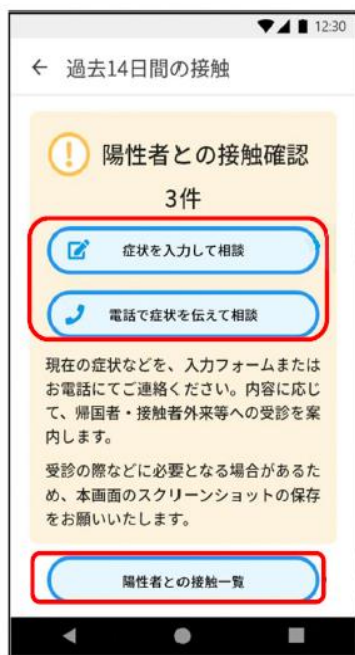 12:30
← 過去14日間の接触
陽性者との接触確認
3件
症状を入力して相談
電話で症状を伝えて相談
現在の症状などを、入力フォームまたは
お電話にてご連絡ください。内容に応じ
て、帰国者・接触者外来等への受診を案
内します。
受診の際などに必要となる場合があるた
め、本画面のスクリーンショットの保存
をお願いいたします。
陽性者との接触一覧